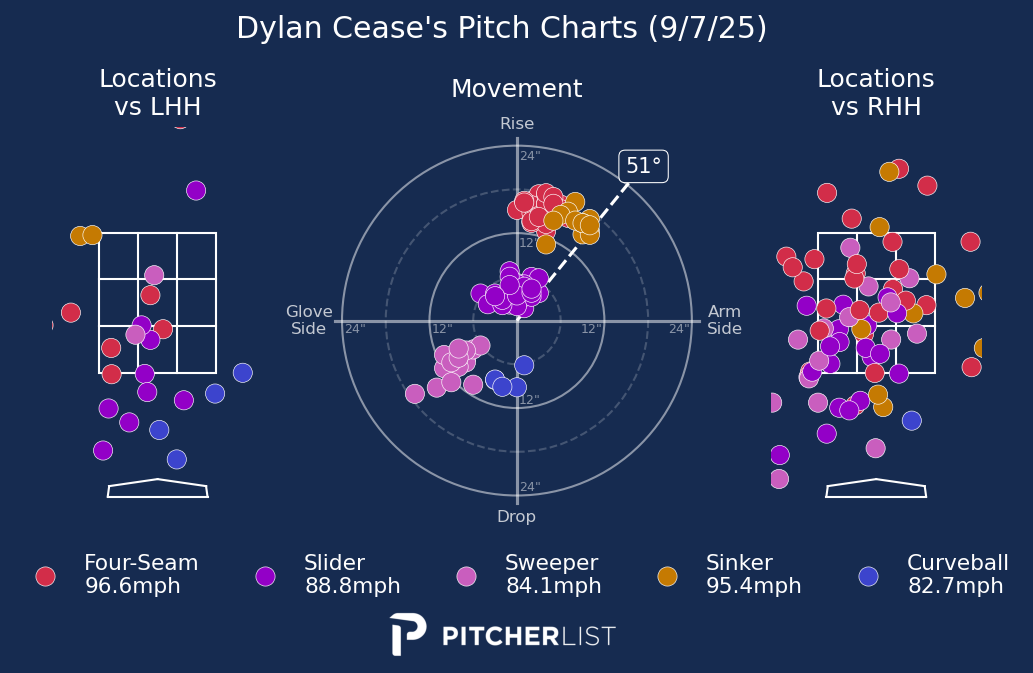 Dylan Cease's Pitch Charts (9/7/25)
Locations
vs LHH
Movement
Locations
vs RHH
Rise
24"
51°
12"
Glove
Side
24"
12"
12"
24"
Arm
Side
12"
24"
Drop
Four-Seam
96.6mph
Slider
88.8mph
Sweeper
84.1mph
Sinker
95.4mph
Curveball
82.7mph
PITCHERLIST